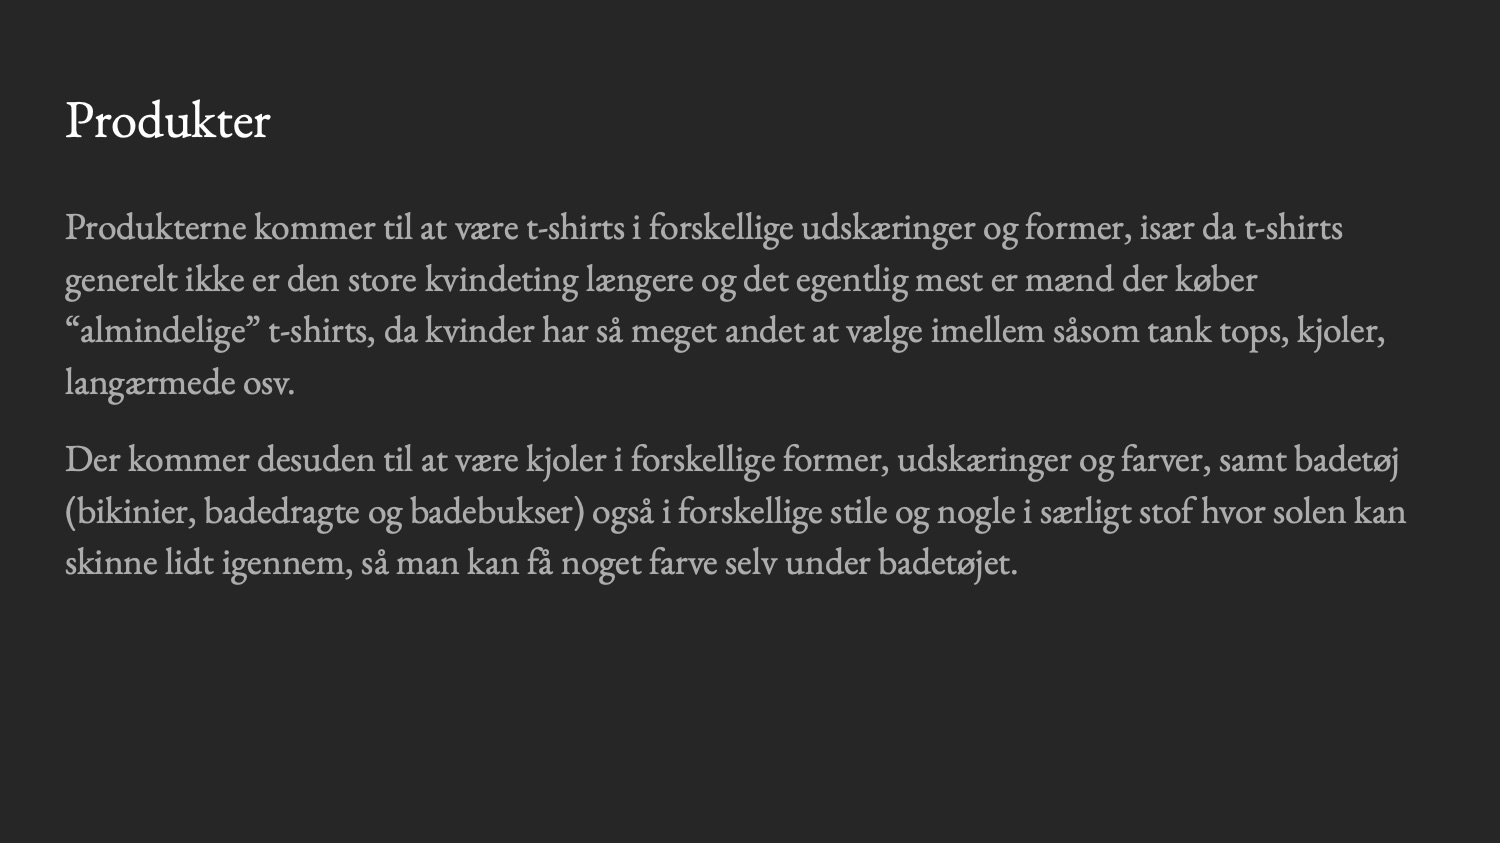 Produkter
Produkterne kommer til at være t-shirts i forskellige udskæringer og former, især da t-shirts
generelt ikke er den store kvindeting længere og det egentlig mest er mænd der køber
“almindelige” t-shirts, da kvinder har så meget andet at vælge imellem såsom tank tops, kjoler,
langærmede osv.
Der kommer desuden til at være kjoler i forskellige former, udskæringer og farver, samt badetøj
(bikinier, badedragte og badebukser) også i forskellige stile og nogle i særligt stof hvor solen kan
skinne lidt igennem, så man kan få noget farve selv under badetøjet.